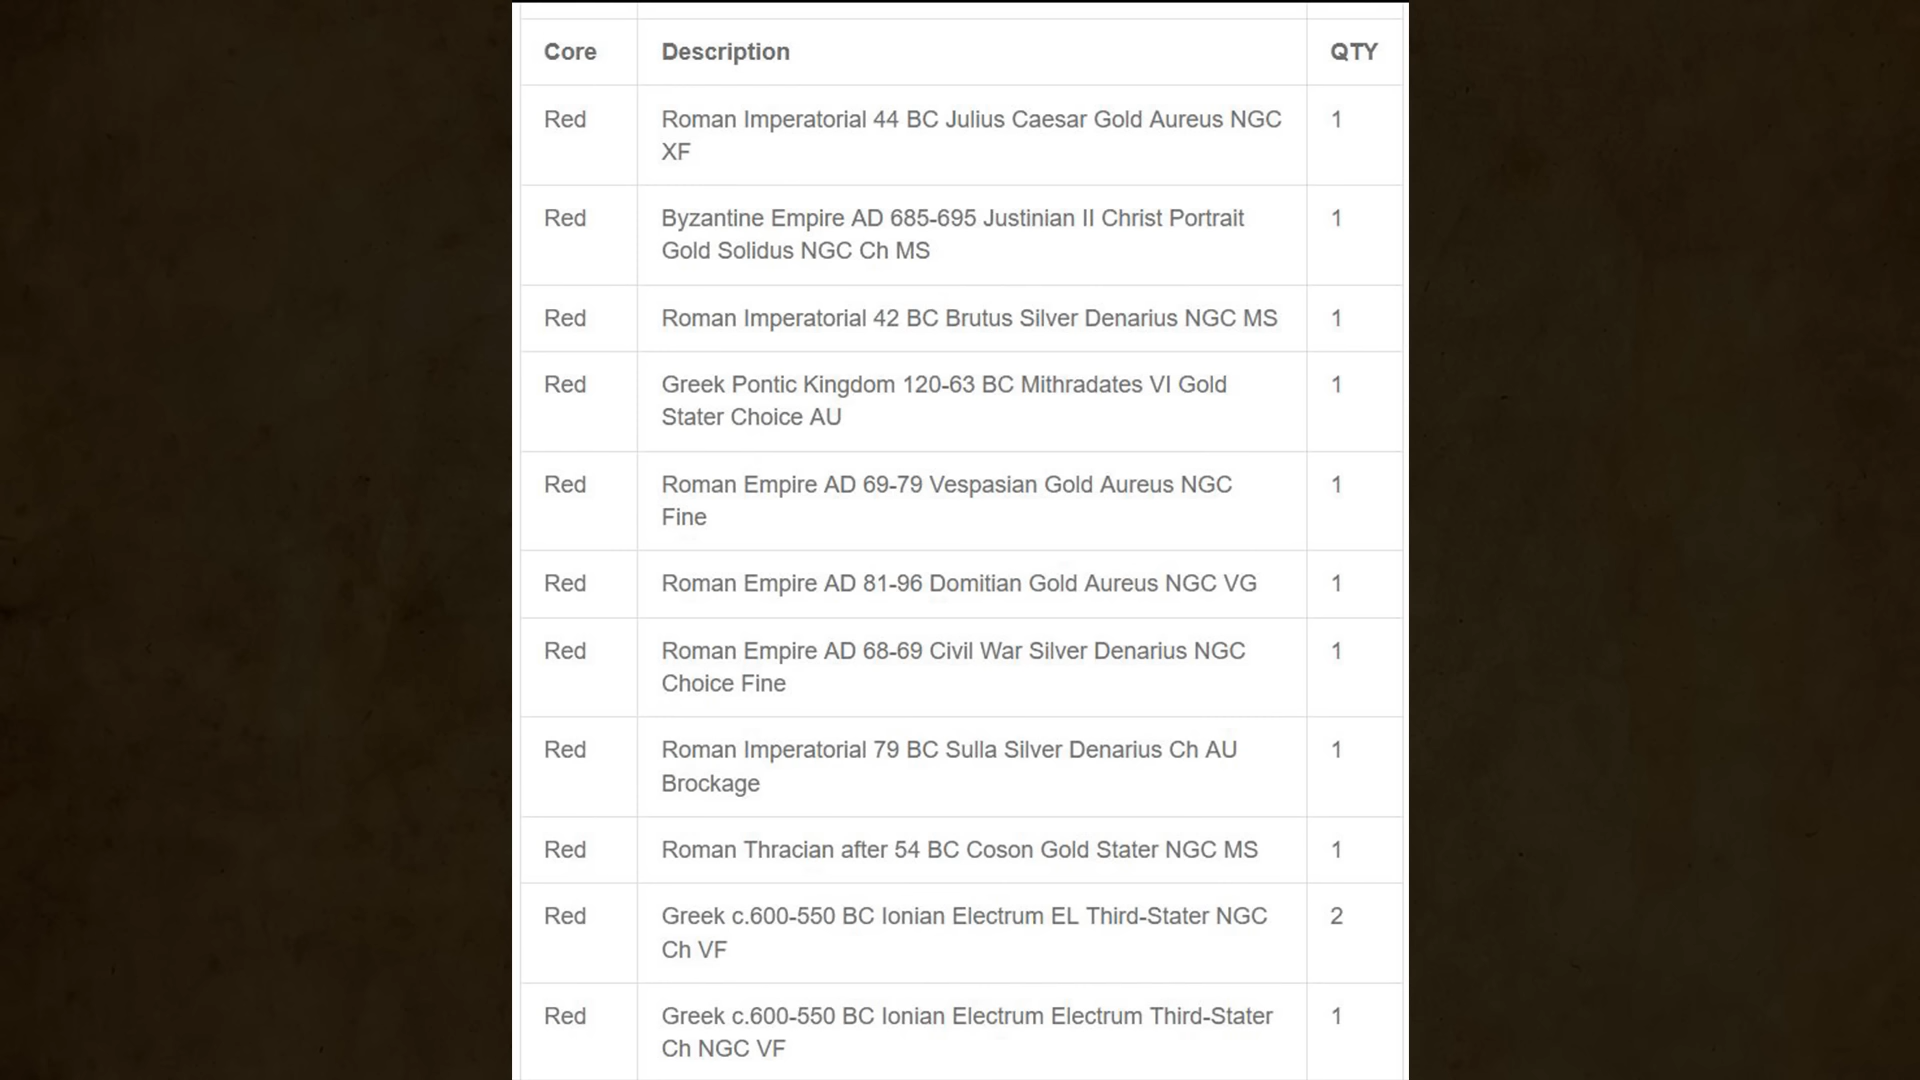 Core Description QTY
Red Roman Imperatorial 44 BC Julius Caesar Gold Aureus NGC 1
XF
Red Byzantine Empire AD 685-695 Justinian II Christ Portrait 1
Gold Solidus NGC Ch MS
Red Roman Imperatorial 42 BC Brutus Silver Denarius NGC MS 1
Red Greek Pontic Kingdom 120-63 BC Mithradates VI Gold 1
Stater Choice AU
Red Roman Empire AD 69-79 Vespasian Gold Aureus NGC 1
Fine
Red Roman Empire AD 81-96 Domitian Gold Aureus NGC VG 1
Red Roman Empire AD 68-69 Civil War Silver Denarius NGC 1
Choice Fine
Red Roman Imperatorial 79 BC Sulla Silver Denarius Ch AU 1
Brockage
Red Roman Thracian after 54 BC Coson Gold Stater NGC MS 1
Red Greek c.600-550 BC Ionian Electrum EL Third-Stater NGC 2
Ch VF
Red Greek c.600-550 BC Ionian Electrum Electrum Third-Stater 1
Ch NGC VF